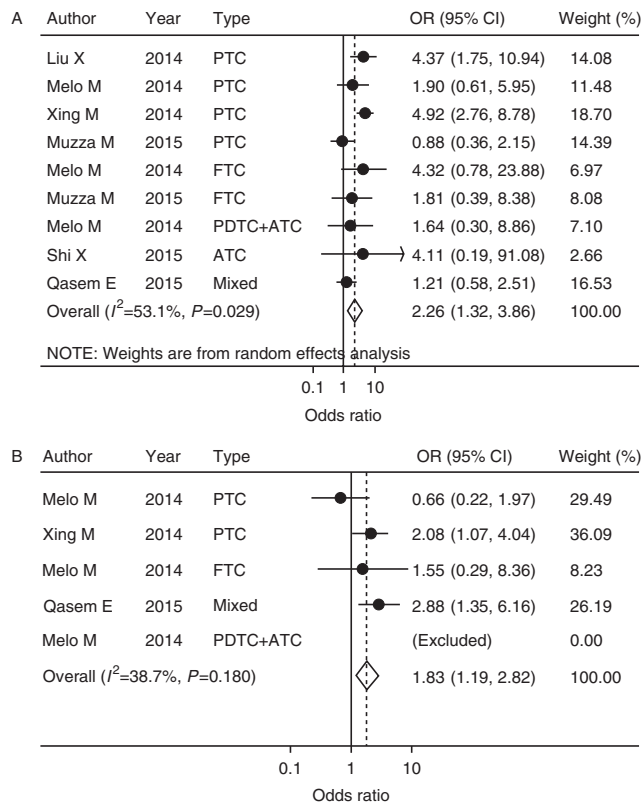 A Author Year Type OR (95% CI) Weight (%)
Liu X 2014 PTC 4.37 (1.75, 10.94) 14.08
Melo M 2014 PTC 1.90 (0.61, 5.95) 11.48
Xing M 2014 PTC 4.92 (2.76, 8.78) 18.70
Muzza M 2015 PTC 0.88 (0.36, 2.15) 14.39
Melo M 2014 FTC 4.32 (0.78, 23.88) 6.97
Muzza M 2015 FTC 1.81 (0.39, 8.38) 8.08
Melo M 2014 PDTC+ATC 1.64 (0.30, 8.86) 7.10
Shi X 2015 ATC 4.11 (0.19, 91.08) 2.66
Qasem E 2015 Mixed 1.21 (0.58, 2.51) 16.53
Overall (I²=53.1%, P=0.029) 2.26 (1.32, 3.86) 100.00
NOTE: Weights are from random effects analysis
0.1 1 10
Odds ratio
B Author Year Type OR (95% CI) Weight (%)
Melo M 2014 PTC 0.66 (0.22, 1.97) 29.49
Xing M 2014 PTC 2.08 (1.07, 4.04) 36.09
Melo M 2014 FTC 1.55 (0.29, 8.36) 8.23
Qasem E 2015 Mixed 2.88 (1.35, 6.16) 26.19
Melo M 2014 PDTC+ATC (Excluded) 0.00
Overall (I²=38.7%, P=0.180) 1.83 (1.19, 2.82) 100.00
0.1 1 10
Odds ratio